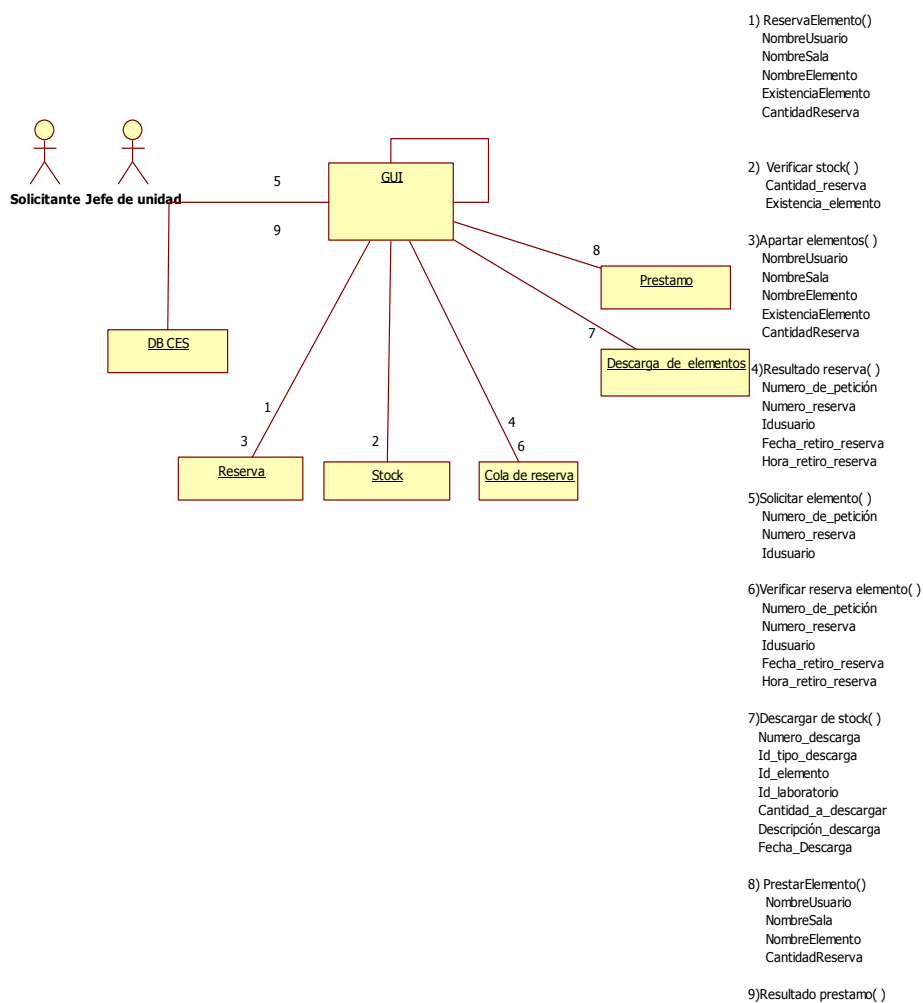 Solicitante
Jefe de unidad
GUI
5
9
8
Prestamo
7
Descarga_de_elementos
DB CES
1
3
2
4
6
Reserva
Stock
Cola de reserva
1) ReservaElemento()
NombreUsuario
NombreSala
NombreElemento
ExistenciaElemento
CantidadReserva
2) Verificar stock( )
Cantidad_reserva
Existencia_elemento
3)Apartar elementos( )
NombreUsuario
NombreSala
NombreElemento
ExistenciaElemento
CantidadReserva
4)Resultado reserva( )
Numero_de_petición
Numero_reserva
Idusuario
Fecha_retiro_reserva
Hora_retiro_reserva
5)Solicitar elemento( )
Numero_de_petición
Numero_reserva
Idusuario
6)Verificar reserva elemento( )
Numero_de_petición
Numero_reserva
Idusuario
Fecha_retiro_reserva
Hora_retiro_reserva
7)Descargar de stock( )
Numero_descarga
Id_tipo_descarga
Id_elemento
Id_laboratorio
Cantidad_a_descargar
Descripción_descarga
Fecha_Descarga
8) PrestarElemento()
NombreUsuario
NombreSala
NombreElemento
CantidadReserva
9)Resultado prestamo( )